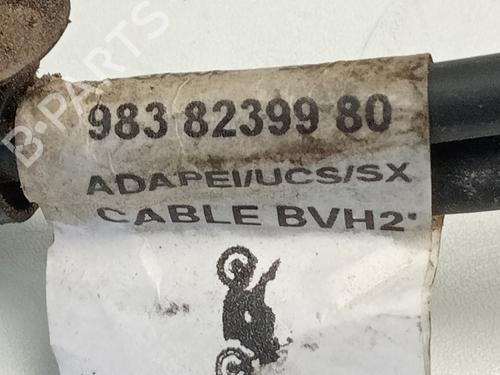 B-PARTS
983 82399 80
ADAPEI/UCS/SX
CABLE BVH2